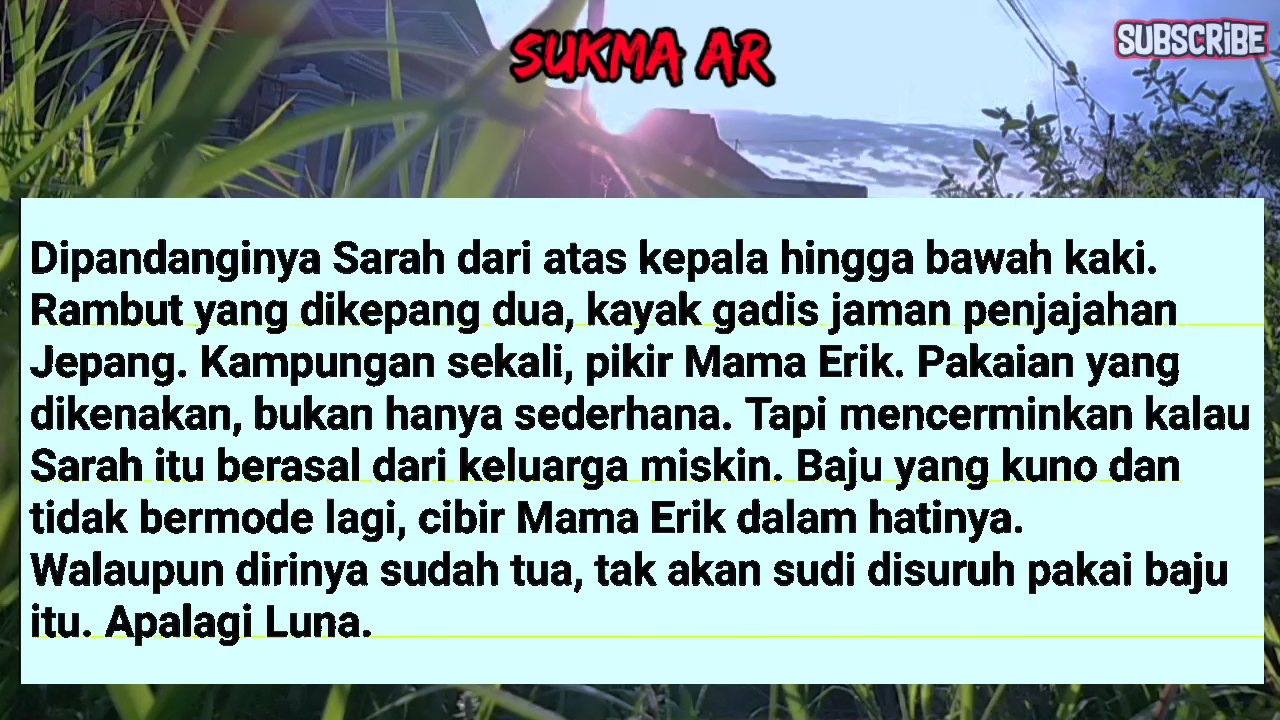 SUKMA AR
SUBSCRIBE
Dipandanginya Sarah dari atas kepala hingga bawah kaki.
Rambut yang dikepang dua, kayak gadis jaman penjajahan
Jepang. Kampungan sekali, pikir Mama Erik. Pakaian yang
dikenakan, bukan hanya sederhana. Tapi mencerminkan kalau
Sarah itu berasal dari keluarga miskin. Baju yang kuno dan
tidak bermode lagi, cibir Mama Erik dalam hatinya.
Walaupun dirinya sudah tua, tak akan sudi disuruh pakai baju
itu. Apalagi Luna.